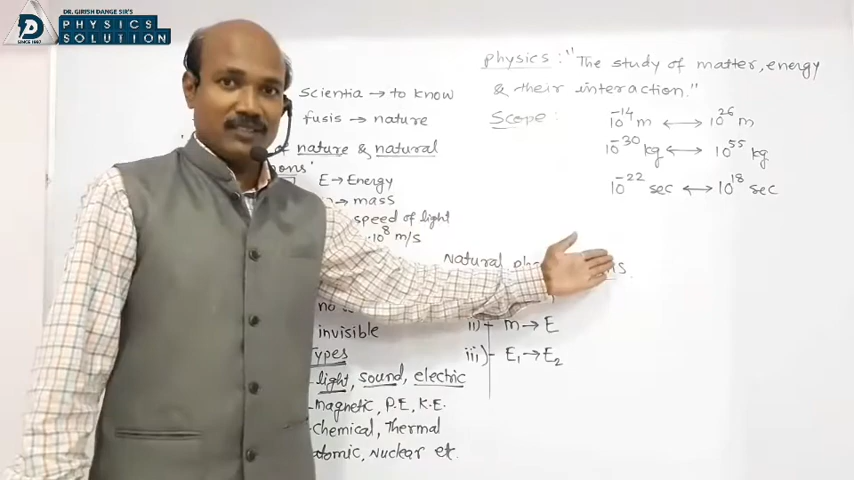 DR. GIRISH DANGE SIR'S
PHYSICS
SOLUTION
SINCE 1997
scientia → to know
fusis → nature
of nature & natural
E → Energy
→ mass
speed of light
10⁸ m/s
no
invisible
Types
light, sound, electric
magnetic, P.E, K.E.
chemical, Thermal
atomic, Nuclear et.
physics : "The study of matter, energy
& their interaction."
Scope :
10⁻¹⁴ m ↔ 10²⁶ m
10⁻³⁰ kg ↔ 10⁵⁵ kg
10⁻²² sec ↔ 10¹⁸ sec
Natural
ii) m → E
iii) E₁ → E₂